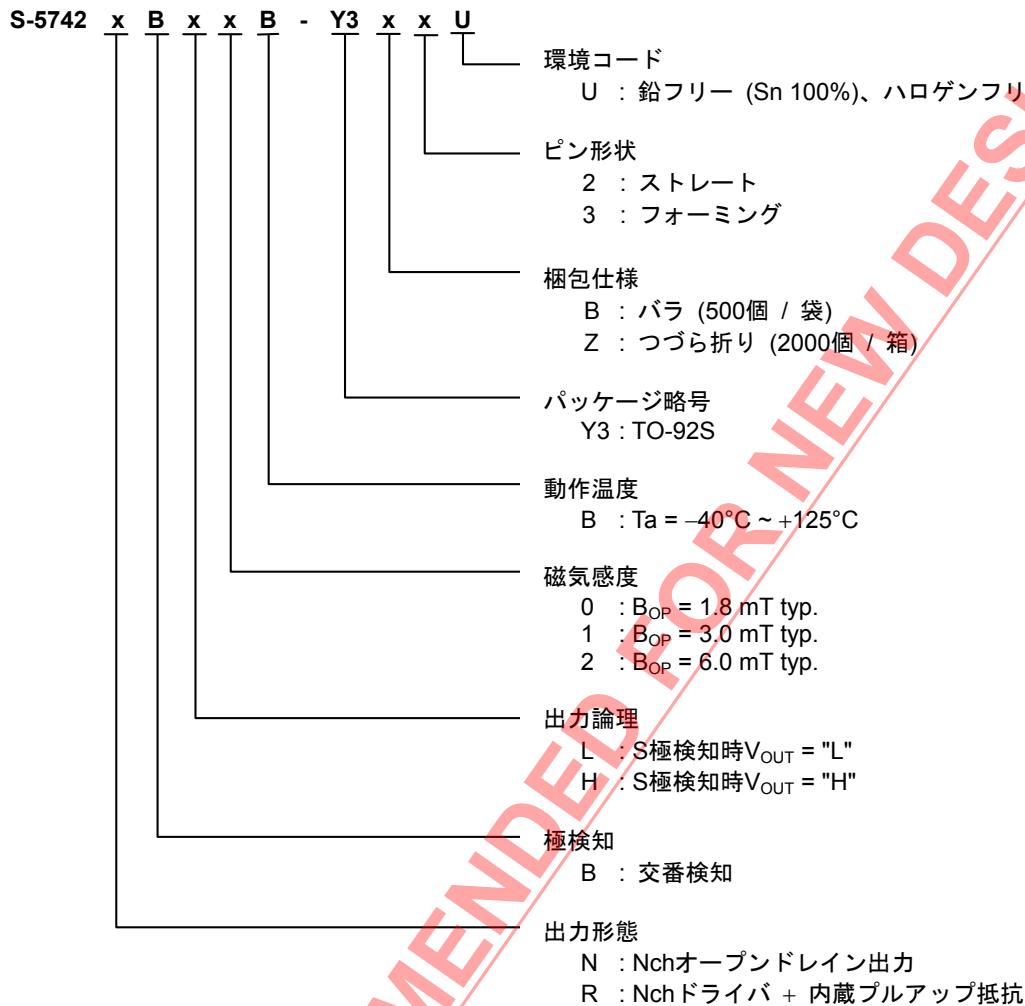 S-5742 x B x x B - Y3 x x U
環境コード
U : 鉛フリー (Sn 100%)、ハロゲンフリ
ピン形状
2 : ストレート
3 : フォーミング
梱包仕様
B : バラ (500個 / 袋)
Z : つづら折り (2000個 / 箱)
パッケージ略号
Y3 : TO-92S
動作温度
B : Ta = −40°C ~ +125°C
磁気感度
0 : BOP = 1.8 mT typ.
1 : BOP = 3.0 mT typ.
2 : BOP = 6.0 mT typ.
出力論理
L : S極検知時VOUT = "L"
H : S極検知時VOUT = "H"
極検知
B : 交番検知
出力形態
N : Nchオープンドレイン出力
R : Nchドライバ + 内蔵プルアップ抵抗
MENDED FOR NEW DES